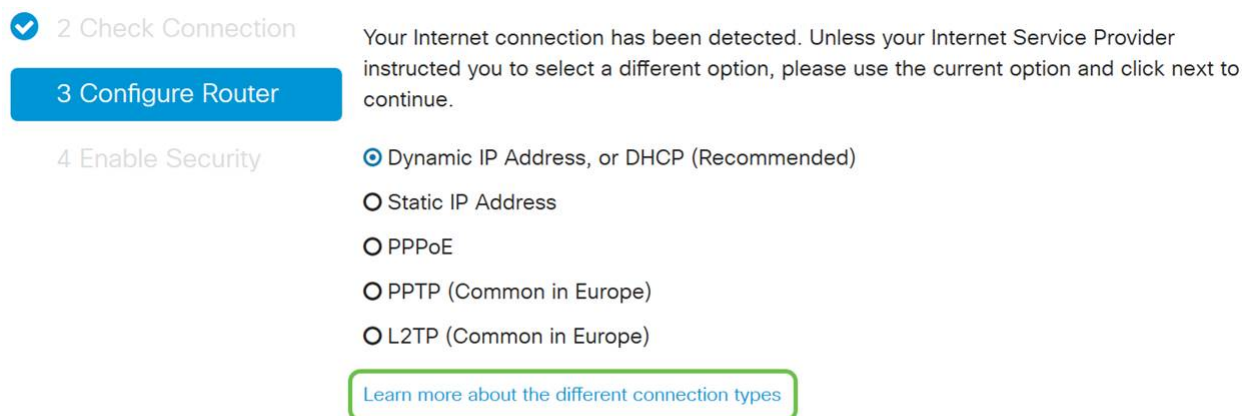 2 Check Connection
3 Configure Router
4 Enable Security
Your Internet connection has been detected. Unless your Internet Service Provider
instructed you to select a different option, please use the current option and click next to
continue.
Dynamic IP Address, or DHCP (Recommended)
Static IP Address
PPPoE
PPTP (Common in Europe)
L2TP (Common in Europe)
Learn more about the different connection types